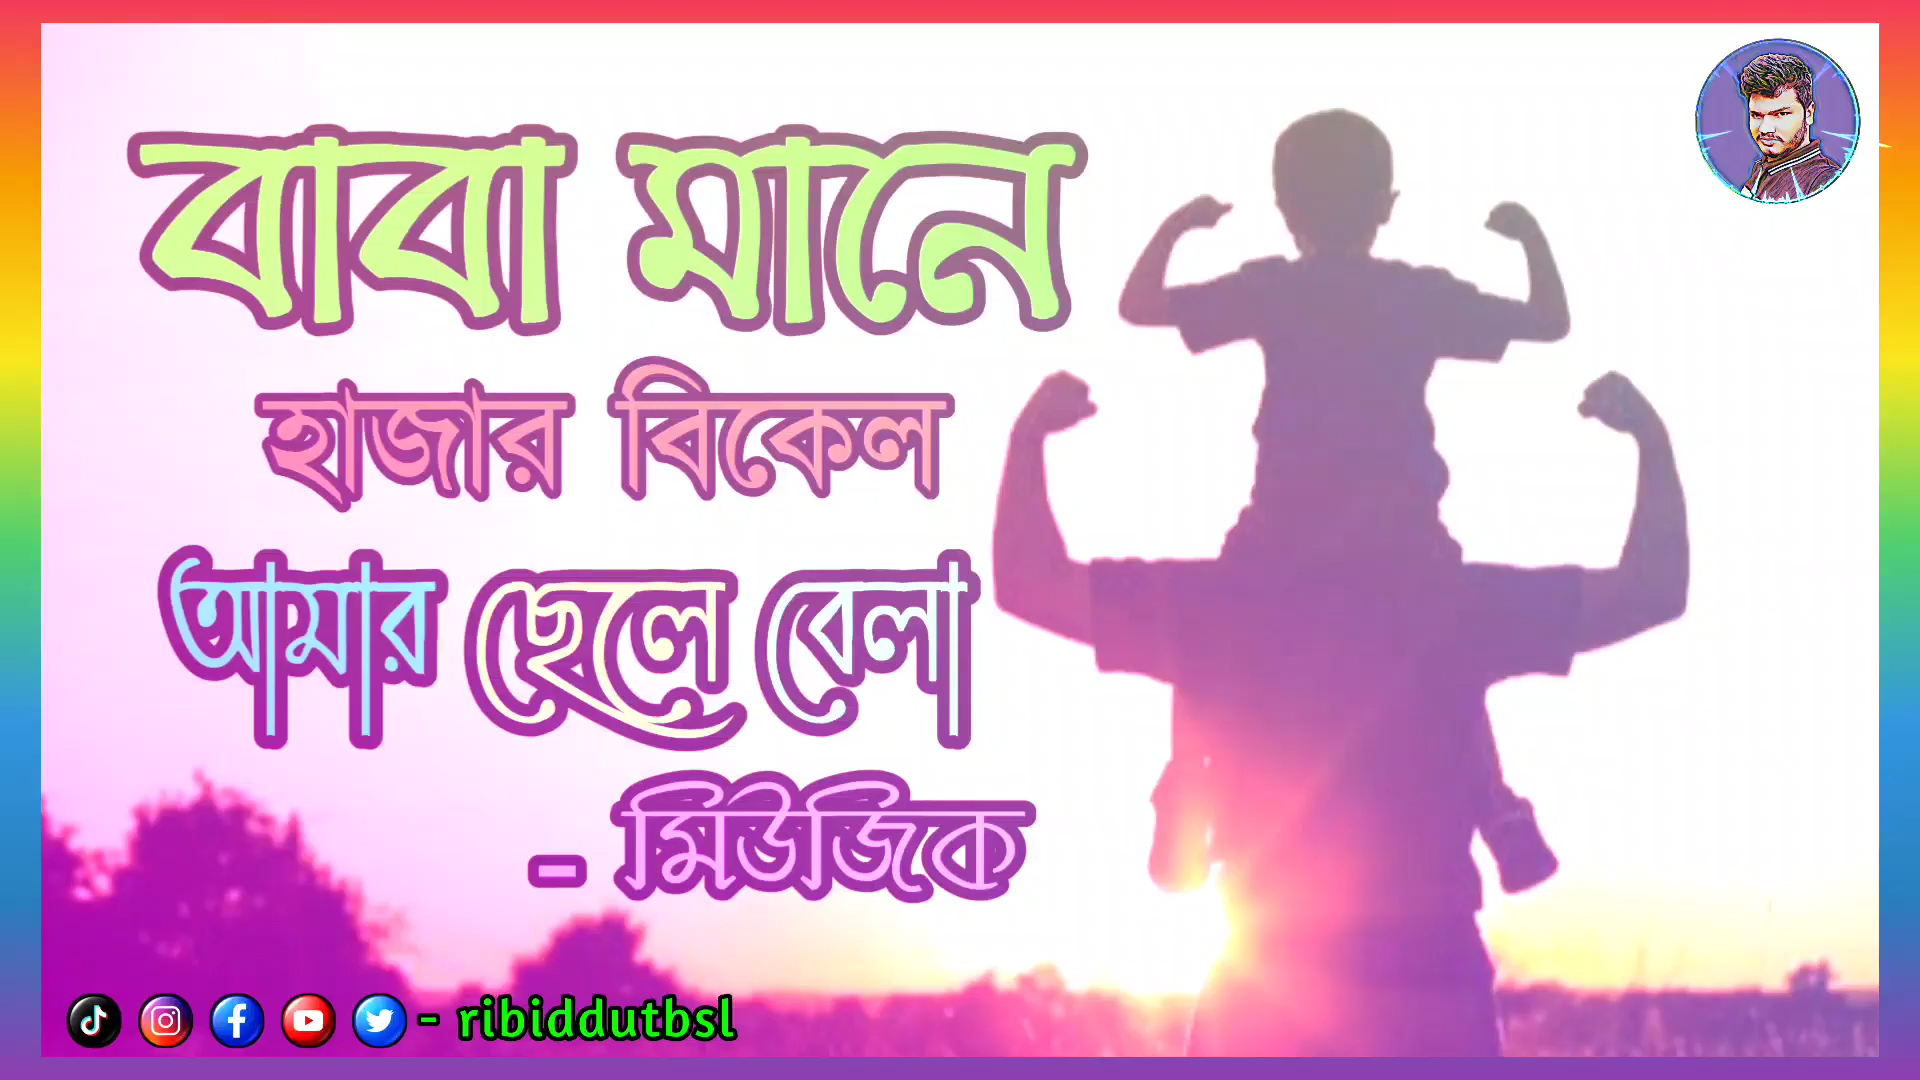 বাবা মানে
হাজার বিকেল
আমার ছেলে বেলা
- মিউজিক
- ribiddutbsl